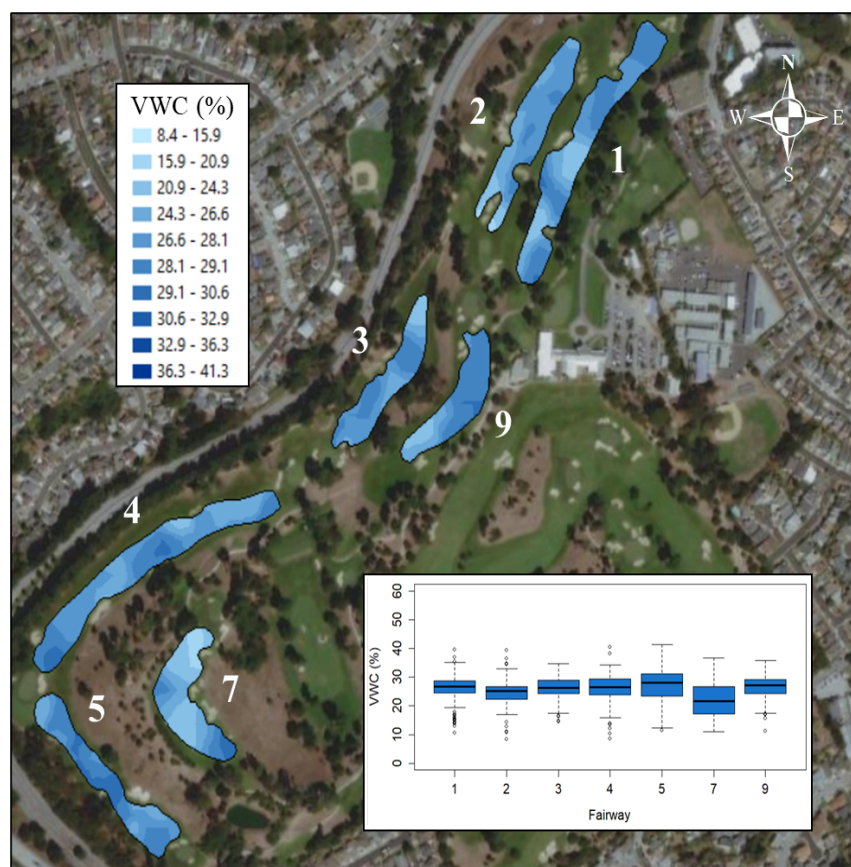 N
W E
S
VWC (%)
8.4 - 15.9
15.9 - 20.9
20.9 - 24.3
24.3 - 26.6
26.6 - 28.1
28.1 - 29.1
29.1 - 30.6
30.6 - 32.9
32.9 - 36.3
36.3 - 41.3
2
1
3
9
4
7
5
VWC (%)
60
50
40
30
20
10
0
1 2 3 4 5 7 9
Fairway